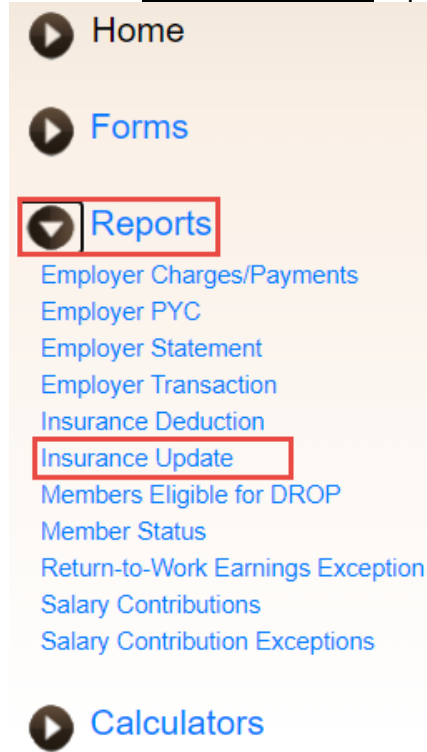 Home
Forms
Reports
Employer Charges/Payments
Employer PYC
Employer Statement
Employer Transaction
Insurance Deduction
Insurance Update
Members Eligible for DROP
Member Status
Return-to-Work Earnings Exception
Salary Contributions
Salary Contribution Exceptions
Calculators